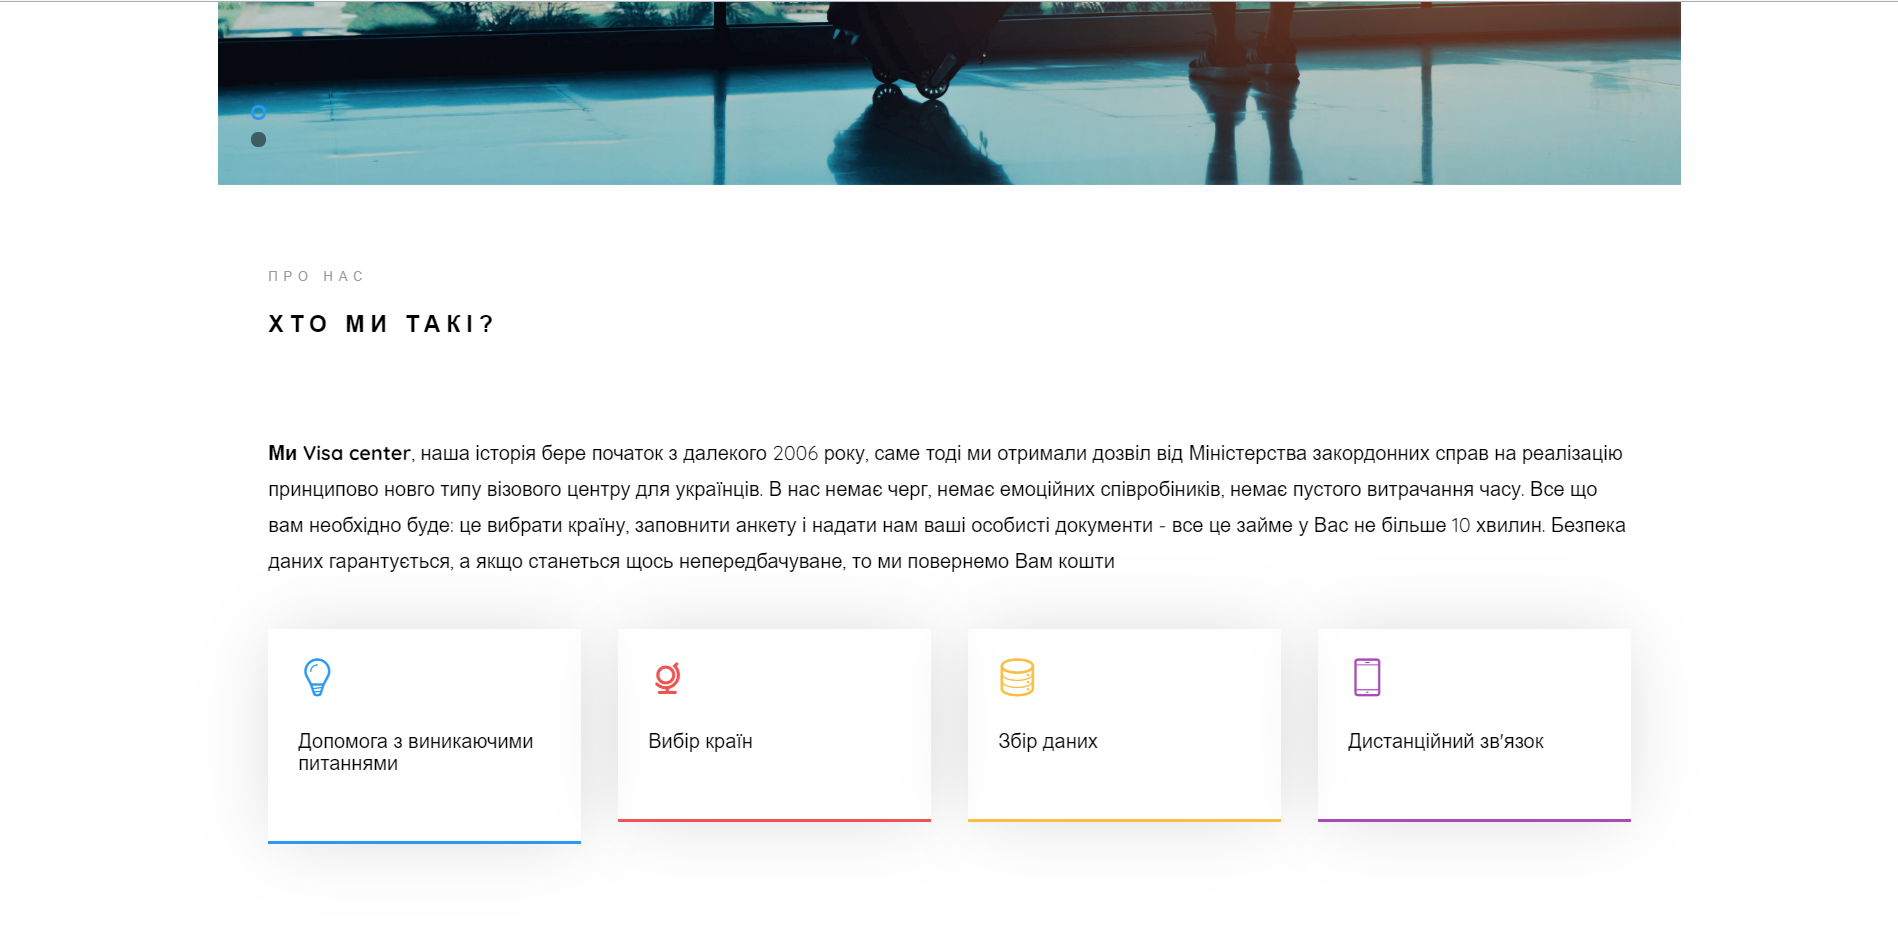 ПРО НАС
ХТО МИ ТАКІ?
Ми Visa center, наша історія бере початок з далекого 2006 року, саме тоді ми отримали дозвіл від Міністерства закордонних справ на реалізацію
принципово новго типу візового центру для українців. В нас немає черг, немає емоційних співробіників, немає пустого витрачання часу. Все що
вам необхідно буде: це вибрати країну, заповнити анкету і надати нам ваші особисті документи - все це займе у Вас не більше 10 хвилин. Безпека
даних гарантується, а якщо станеться щось непередбачуване, то ми повернемо Вам кошти
Допомога з виникаючими
питаннями
Вибір країн
Збір даних
Дистанційний зв'язок